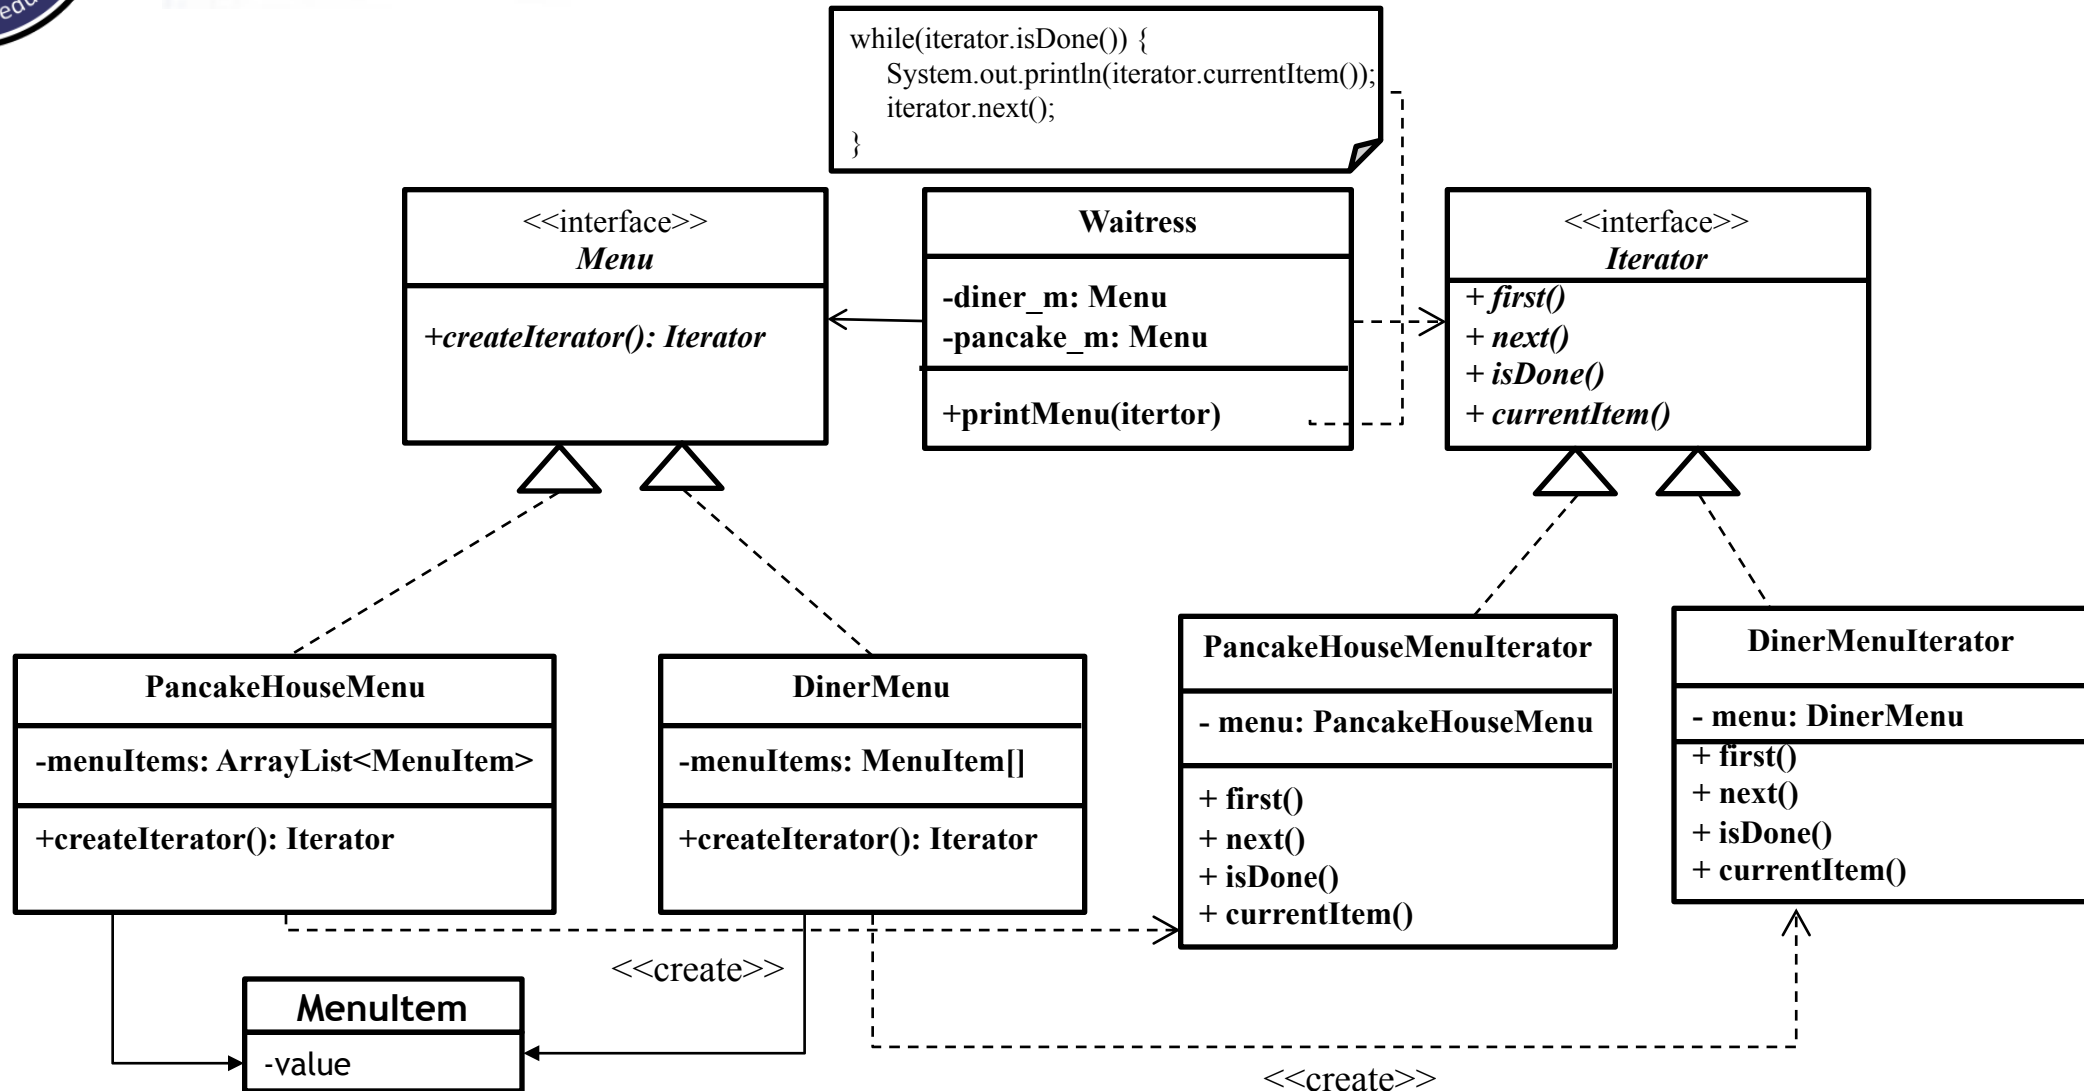 edu
while(iterator.isDone()) {
System.out.println(iterator.currentItem());
iterator.next();
}
<<interface>>
Menu
+createIterator(): Iterator
Waitress
-diner_m: Menu
-pancake_m: Menu
+printMenu(itertor)
<<interface>>
Iterator
+ first()
+ next()
+ isDone()
+ currentItem()
PancakeHouseMenu
-menuItems: ArrayList<MenuItem>
+createIterator(): Iterator
DinerMenu
-menuItems: MenuItem[]
+createIterator(): Iterator
PancakeHouseMenuIterator
- menu: PancakeHouseMenu
+ first()
+ next()
+ isDone()
+ currentItem()
DinerMenuIterator
- menu: DinerMenu
+ first()
+ next()
+ isDone()
+ currentItem()
<<create>>
MenuItem
-value
<<create>>